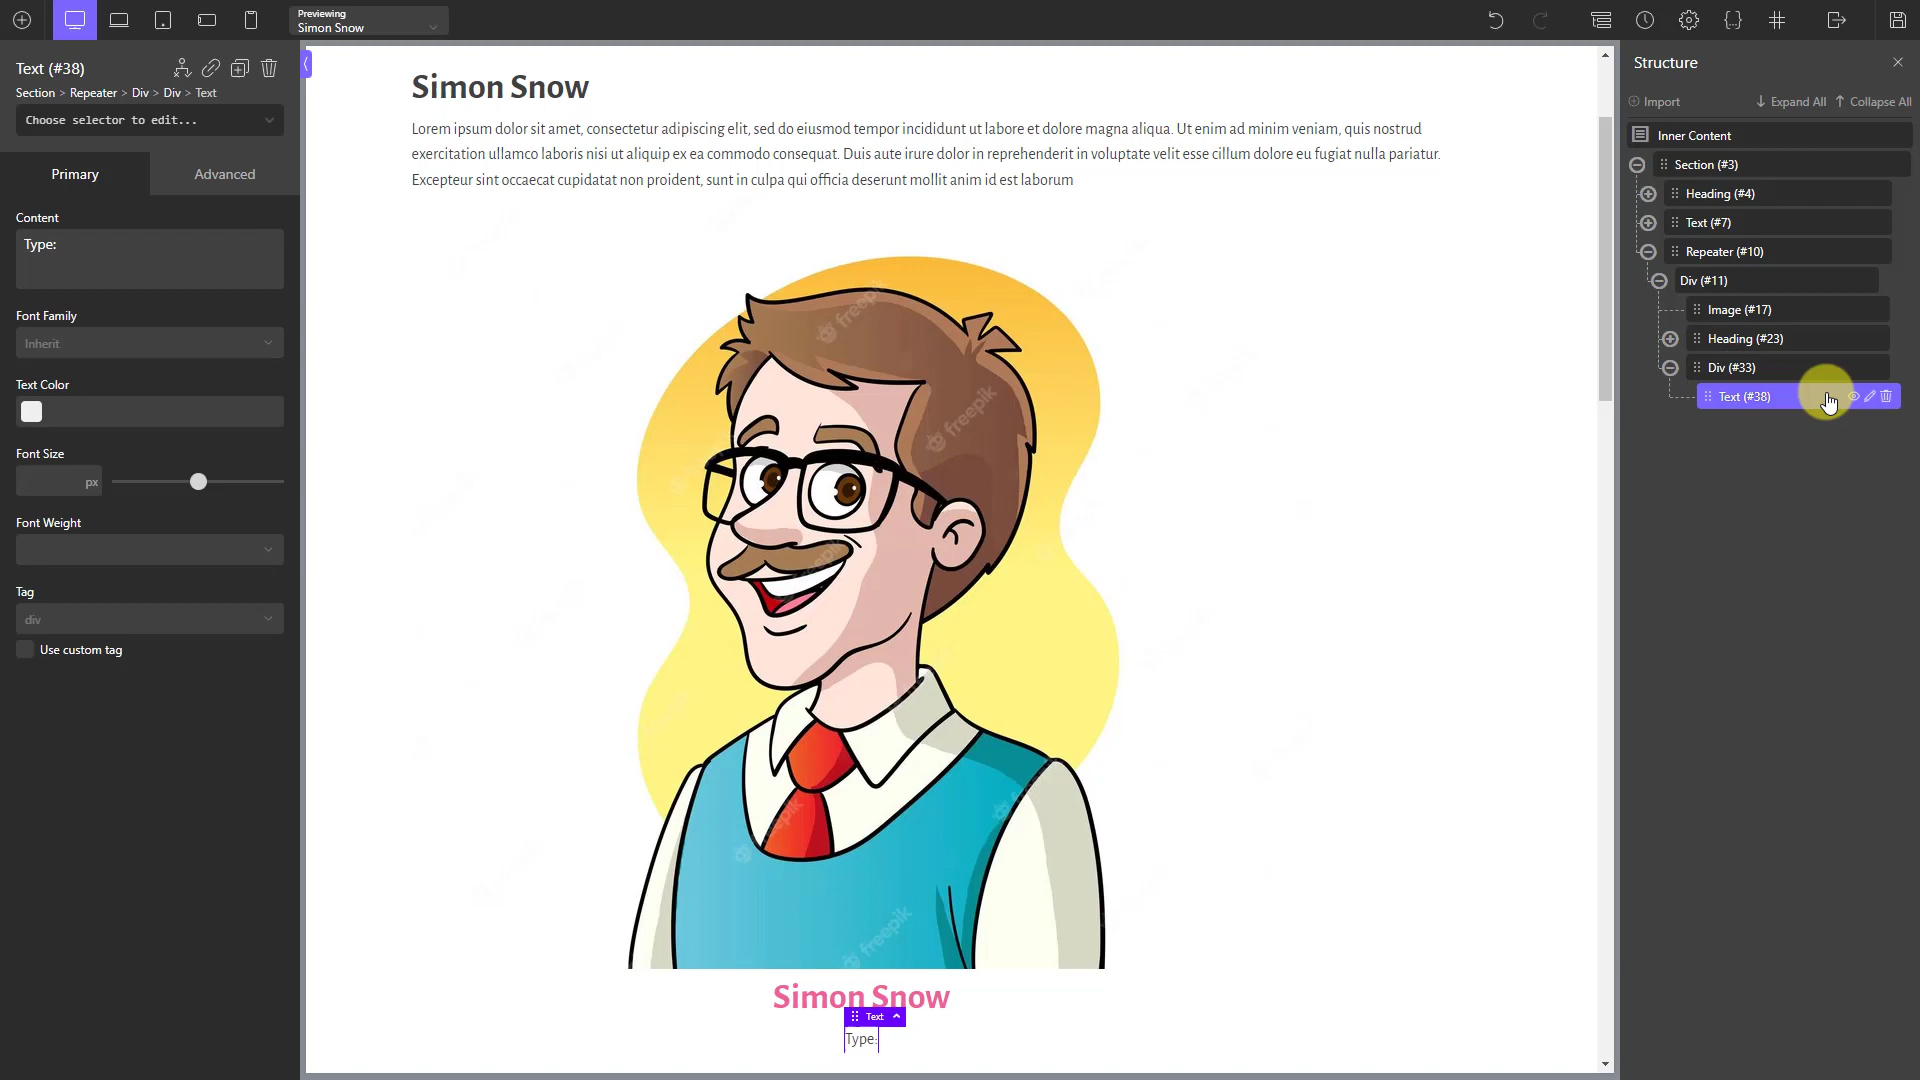 Previewing
Simon Snow
Text (#38)
Section > Repeater > Div > Div > Text
Choose selector to edit...
Primary
Advanced
Content
Type:
Font Family
Inherit
Text Color
Font Size
px
Font Weight
Tag
div
Use custom tag
Simon Snow
Lorem ipsum dolor sit amet, consectetur adipiscing elit, sed do eiusmod tempor incididunt ut labore et dolore magna aliqua. Ut enim ad minim veniam, quis nostrud
exercitation ullamco laboris nisi ut aliquip ex ea commodo consequat. Duis aute irure dolor in reprehenderit in voluptate velit esse cillum dolore eu fugiat nulla pariatur.
Excepteur sint occaecat cupidatat non proident, sunt in culpa qui officia deserunt mollit anim id est laborum
freepik
freepik
freepik
Simon Snow
Text
Type:
Structure
Import
Expand All
Collapse All
Inner Content
Section (#3)
Heading (#4)
Text (#7)
Repeater (#10)
Div (#11)
Image (#17)
Heading (#23)
Div (#33)
Text (#38)